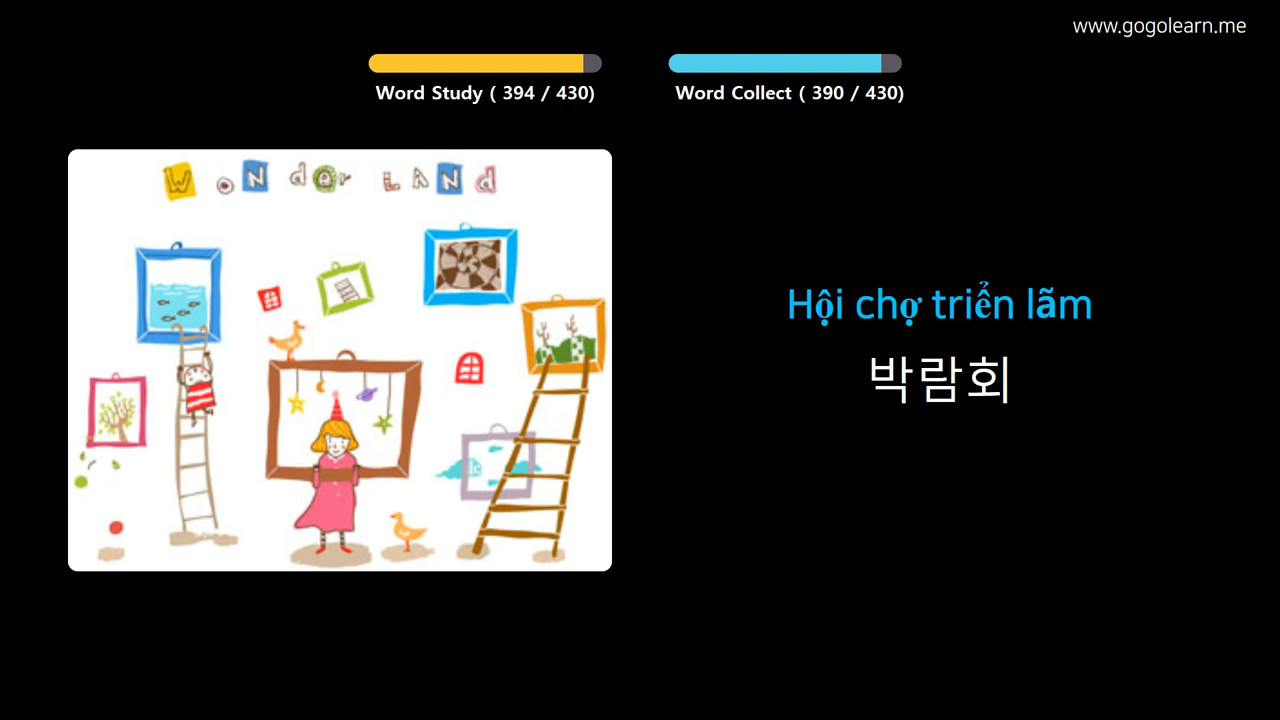 www.gogolearn.me
Word Study ( 394 / 430)
Word Collect ( 390 / 430)
WoNder LANd
Hội chợ triển lãm
박람회